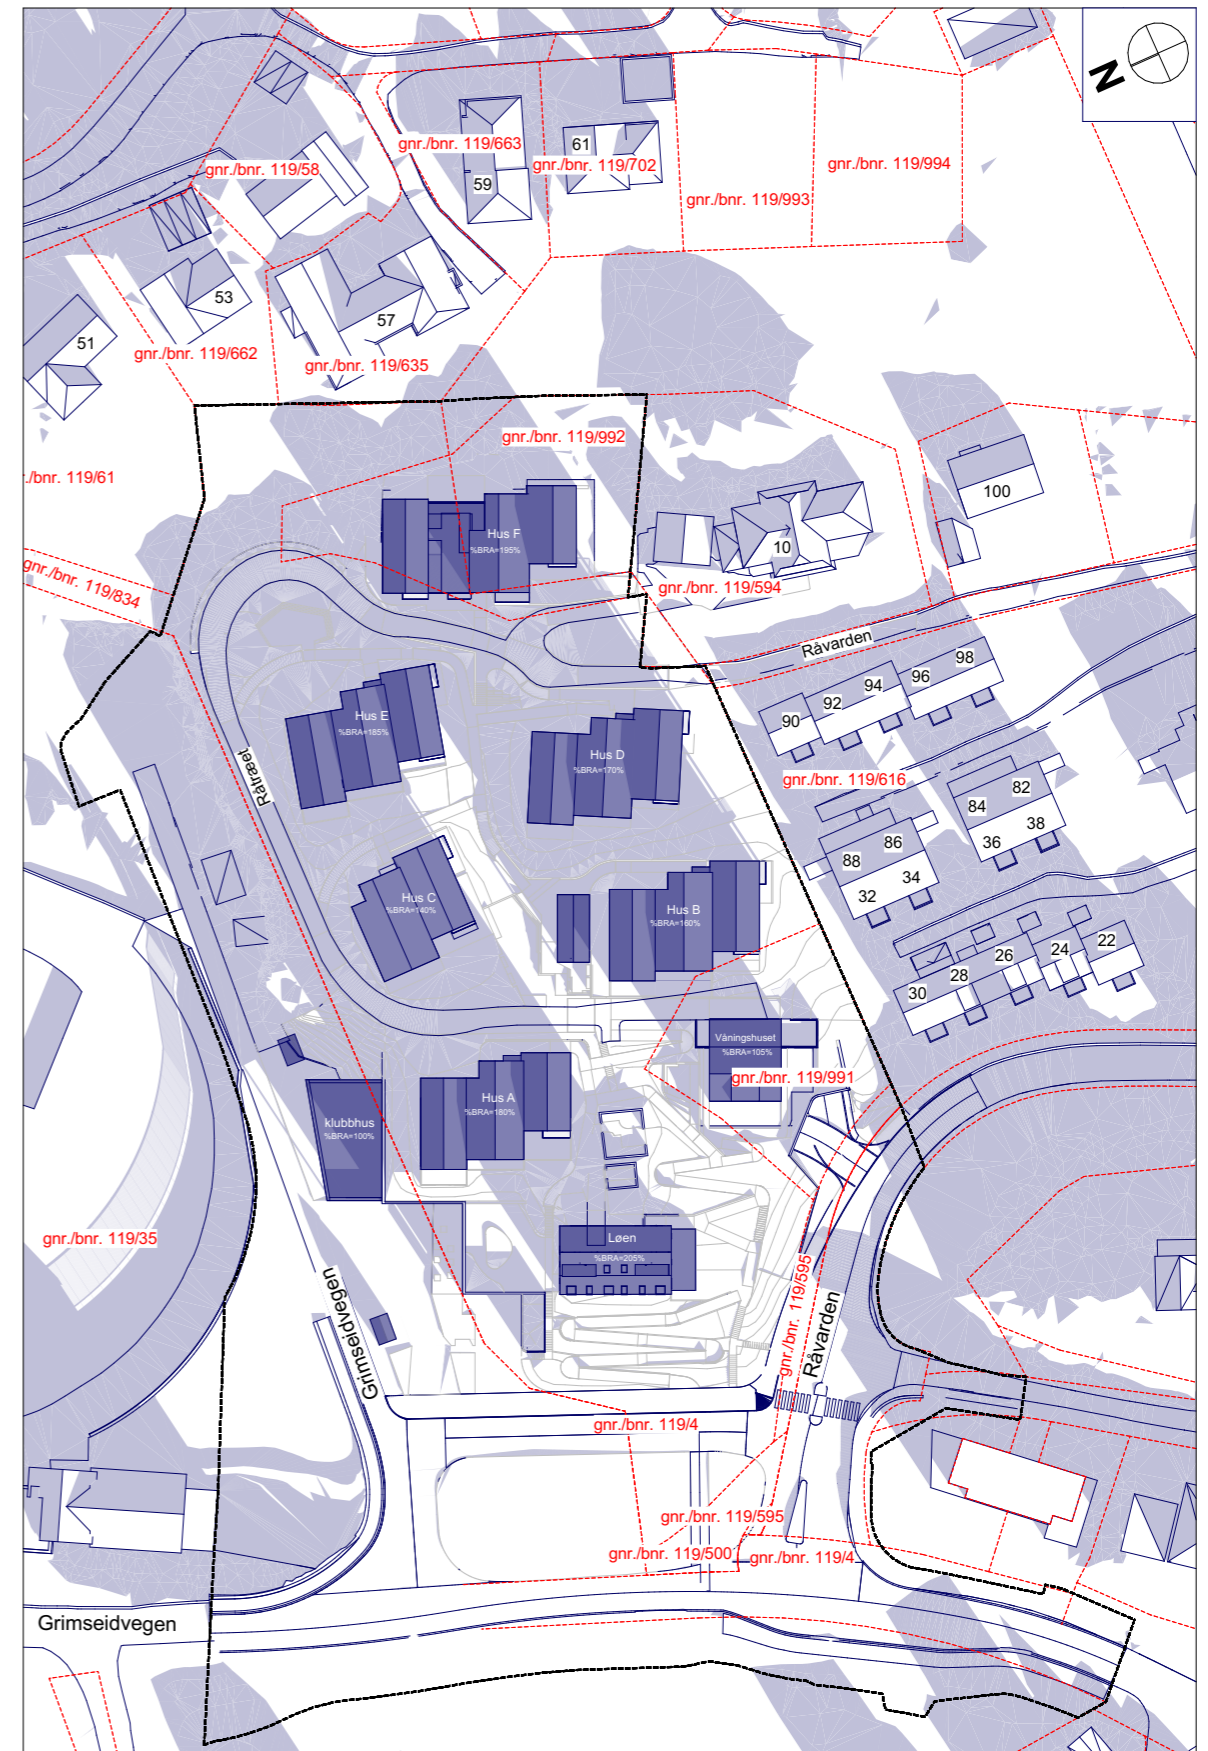 N
gnr./bnr. 119/663
61
gnr./bnr. 119/702
gnr./bnr. 119/994
gnr./bnr. 119/58
59
gnr./bnr. 119/993
53
57
51
gnr./bnr. 119/662
gnr./bnr. 119/635
gnr./bnr. 119/992
./bnr. 119/61
100
Hus F
%BRA=195%
10
gnr./bnr. 119/834
gnr./bnr. 119/594
Råvarden
98
96
94
92
90
Hus E
%BRA=185%
Hus D
%BRA=170%
Råtræet
gnr./bnr. 119/616
82
84
38
36
86
88
34
32
Hus C
%BRA=140%
Hus B
%BRA=160%
22
24
26
28
30
Våningshuset
%BRA=105%
gnr./bnr. 119/991
Hus A
%BRA=180%
klubbhus
%BRA=100%
gnr./bnr. 119/35
Løen
%BRA=205%
gnr./bnr. 119/595
Råvarden
Grimseidvegen
gnr./bnr. 119/4
gnr./bnr. 119/595
gnr./bnr. 119/500
gnr./bnr. 119/4
Grimseidvegen